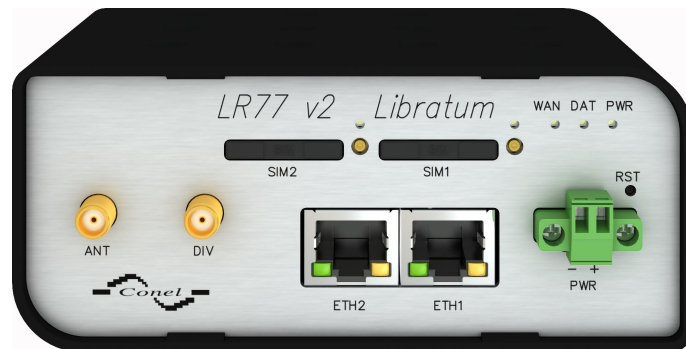 LR77 v2 Libratum
WAN DAT PWR
SIM2 SIM1
RST
ANT DIV
Conel
- +
PWR
ETH2 ETH1